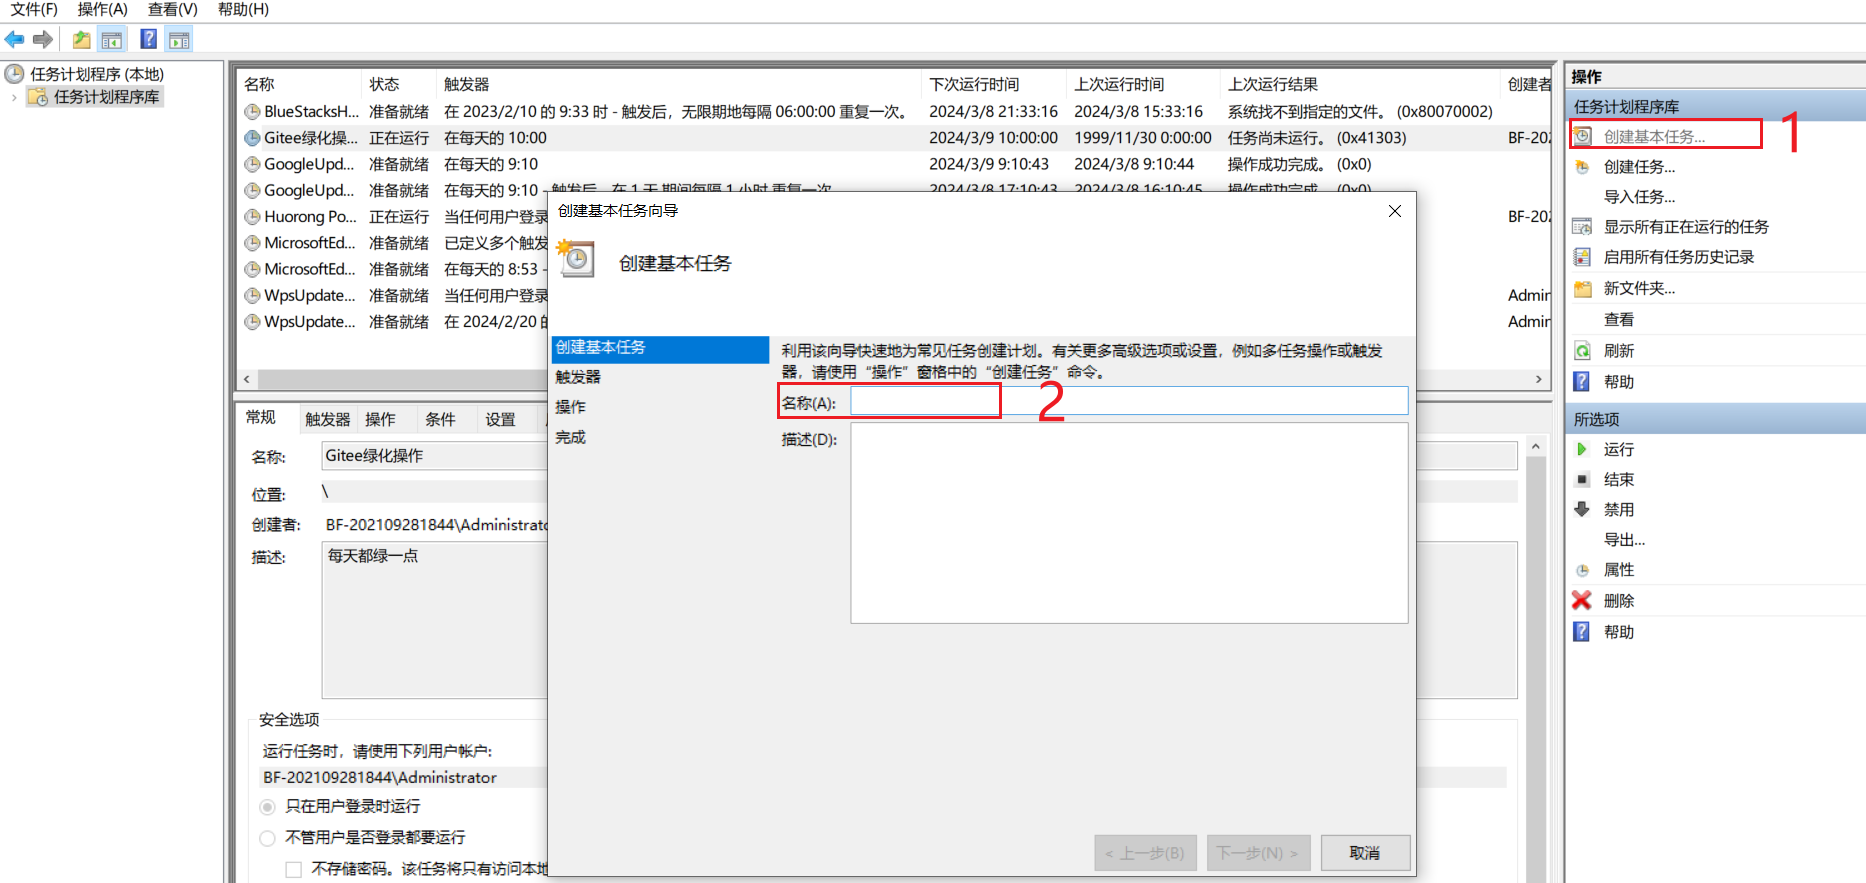 文件(F) 操作(A) 查看(V) 帮助(H)
任务计划程序 (本地)
任务计划程序库
名称 状态 触发器 下次运行时间 上次运行时间 上次运行结果 创建者
BlueStacksH... 准备就绪 在 2023/2/10 的 9:33 时 - 触发后，无限期地每隔 06:00:00 重复一次。 2024/3/8 21:33:16 2024/3/8 15:33:16 系统找不到指定的文件。 (0x80070002)
Gitee绿化操... 正在运行 在每天的 10:00 2024/3/9 10:00:00 1999/11/30 0:00:00 任务尚未运行。 (0x41303) BF-202
GoogleUpd... 准备就绪 在每天的 9:10 2024/3/9 9:10:43 2024/3/8 9:10:44 操作成功完成。 (0x0)
GoogleUpd... 准备就绪 在每天的 9:10 - 触发后，在 1 天 期间每隔 1 小时 重复一次 2024/3/8 17:10:43 2024/3/8 16:10:45 操作成功完成。 (0x0)
Huorong Po... 正在运行 当任何用户登录 BF-202
MicrosoftEd... 准备就绪 已定义多个触发
MicrosoftEd... 准备就绪 在每天的 8:53 -
WpsUpdate... 准备就绪 当任何用户登录 Admin
WpsUpdate... 准备就绪 在 2024/2/20 的 Admin
常规 触发器 操作 条件 设置
名称: Gitee绿化操作
位置: \
创建者: BF-202109281844\Administrato
描述: 每天都绿一点
安全选项
运行任务时，请使用下列用户帐户:
BF-202109281844\Administrator
只在用户登录时运行
不管用户是否登录都要运行
不存储密码。该任务将只有访问本地
创建基本任务向导
创建基本任务
创建基本任务
触发器
操作
完成
利用该向导快速地为常见任务创建计划。有关更多高级选项或设置，例如多任务操作或触发
器，请使用“操作”窗格中的“创建任务”命令。
名称(A): 2
描述(D):
< 上一步(B) 下一步(N) > 取消
操作
任务计划程序库
创建基本任务... 1
创建任务...
导入任务...
显示所有正在运行的任务
启用所有任务历史记录
新文件夹...
查看
刷新
帮助
所选项
运行
结束
禁用
导出...
属性
删除
帮助